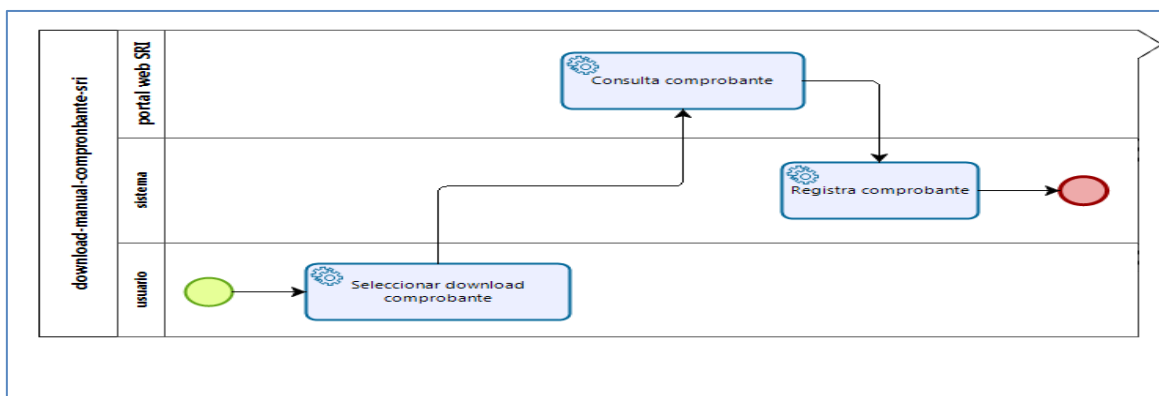 download-manual-compronbante-sri
portal web SRI
Consulta comprobante
sistema
Registra comprobante
usuario
Seleccionar download
comprobante